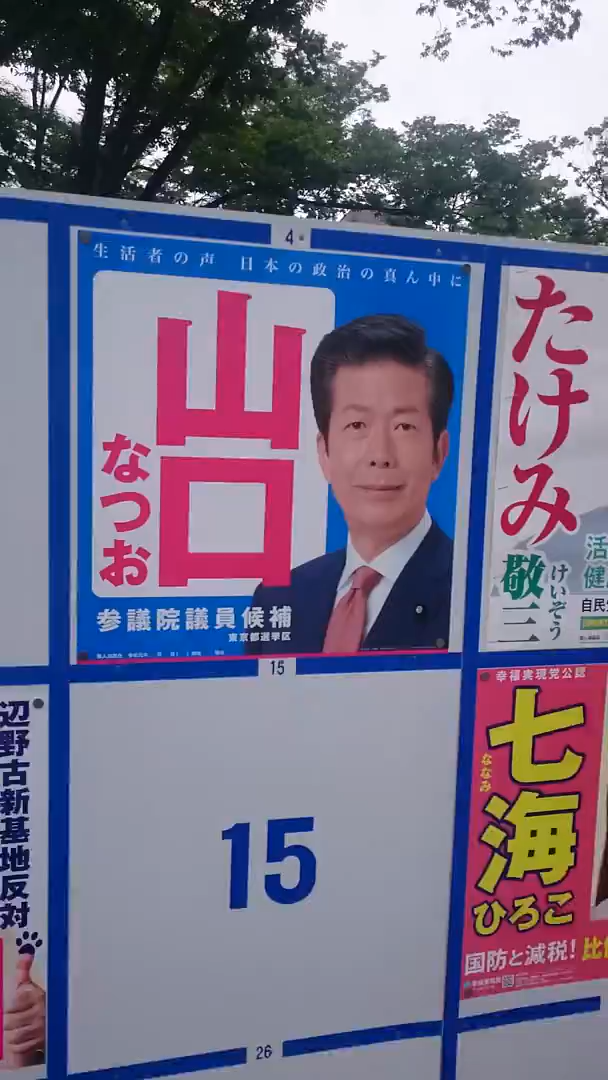 4
生活者の声 日本の政治の真ん中に
山口
なつお
参議院議員候補
東京都選挙区
たけみ
敬三
けいぞう
活
健
自民
15
15
辺野古新基地反対
幸福実現党公認
七海
ななみ
ひろこ
国防と減税!
比
26